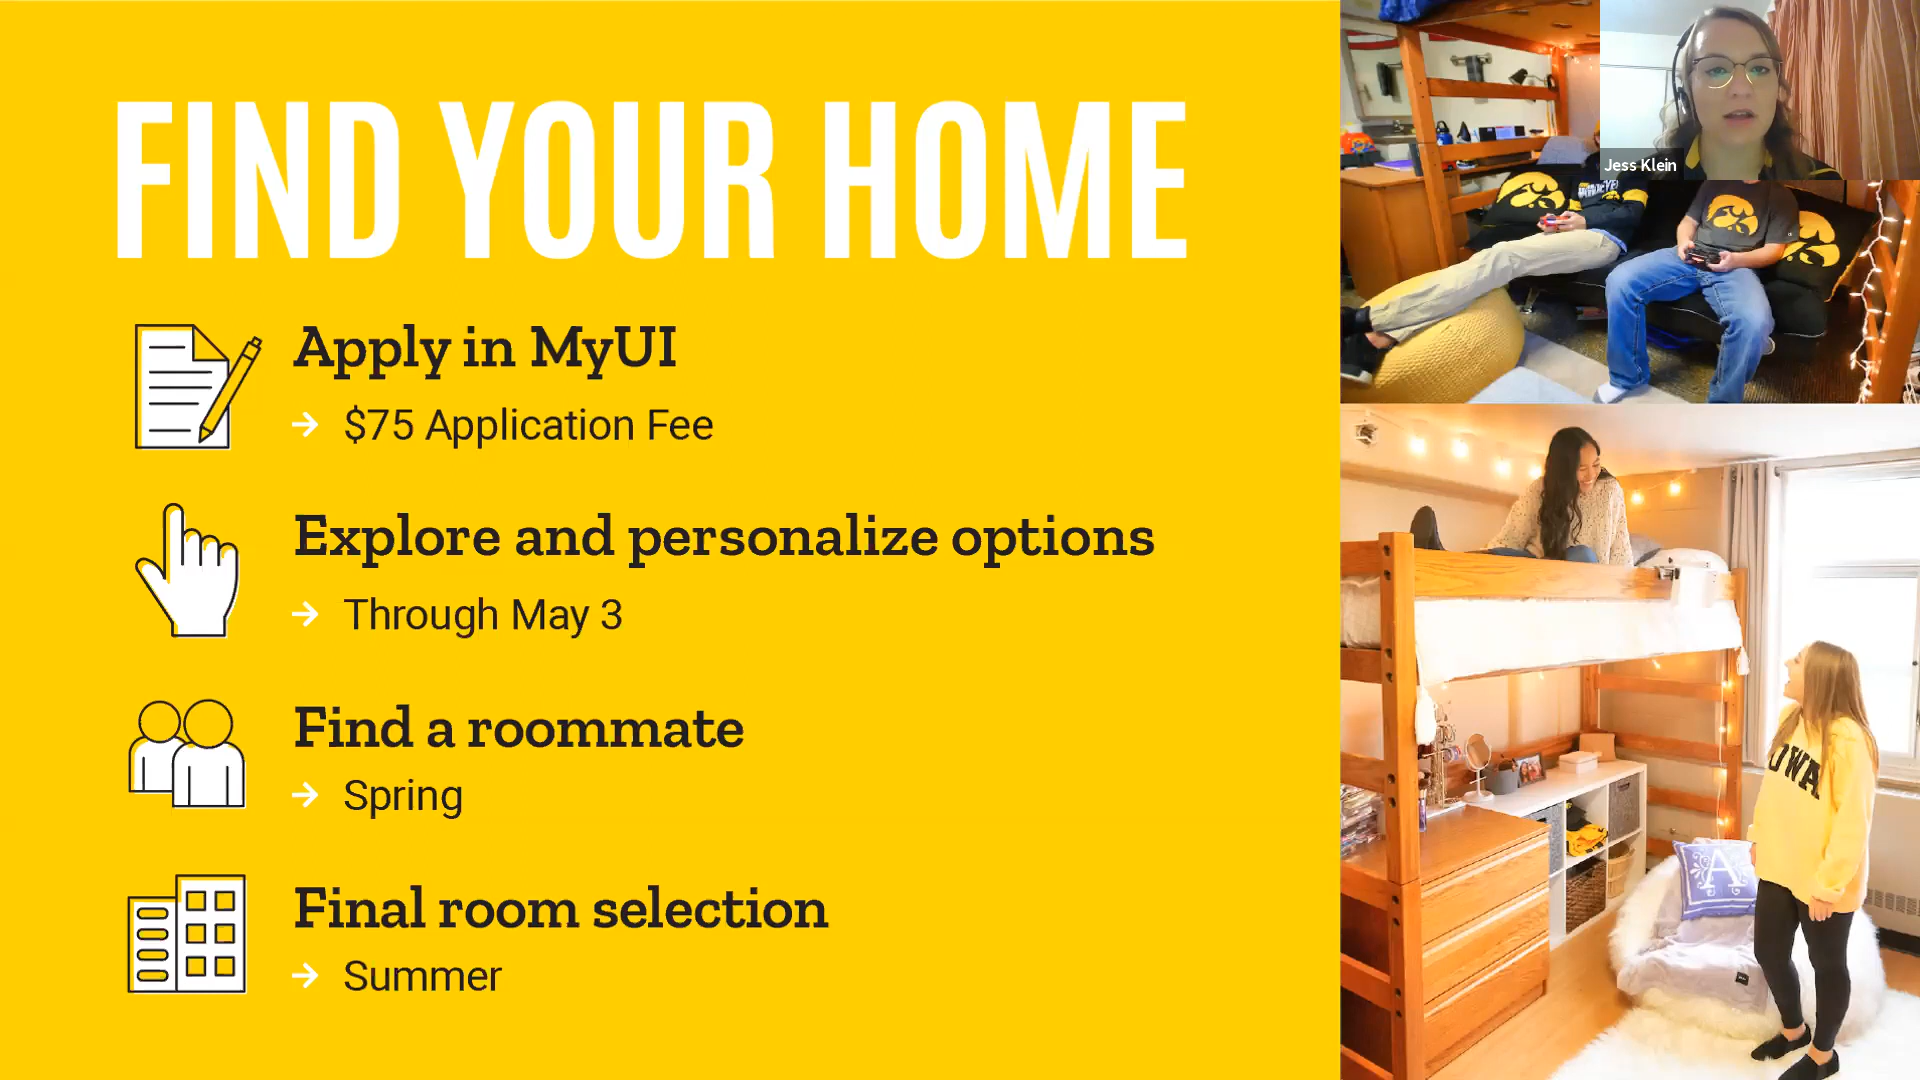 FIND YOUR HOME
Apply in MyUI
→ $75 Application Fee
Explore and personalize options
→ Through May 3
Find a roommate
→ Spring
Final room selection
→ Summer
Jess Klein
OWA
A